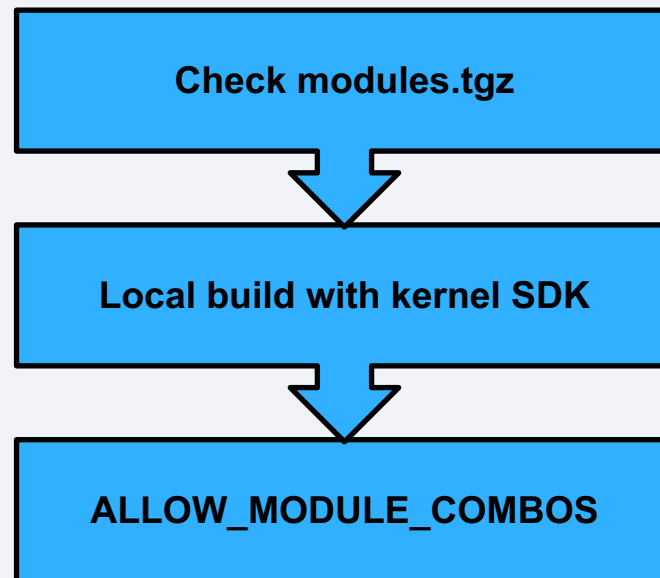 Check modules.tgz
Local build with kernel SDK
ALLOW_MODULE_COMBOS